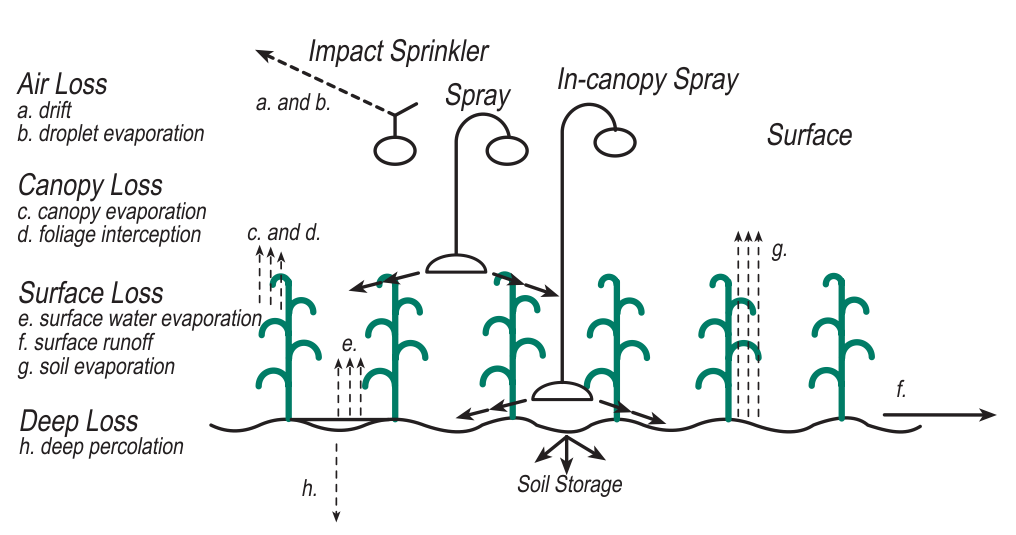 Impact Sprinkler
Air Loss
a. drift
b. droplet evaporation
a. and b.
Spray
In-canopy Spray
Surface
Canopy Loss
c. canopy evaporation
d. foliage interception
c. and d.
g.
Surface Loss
e. surface water evaporation
f. surface runoff
g. soil evaporation
e.
f.
Deep Loss
h. deep percolation
h.
Soil Storage